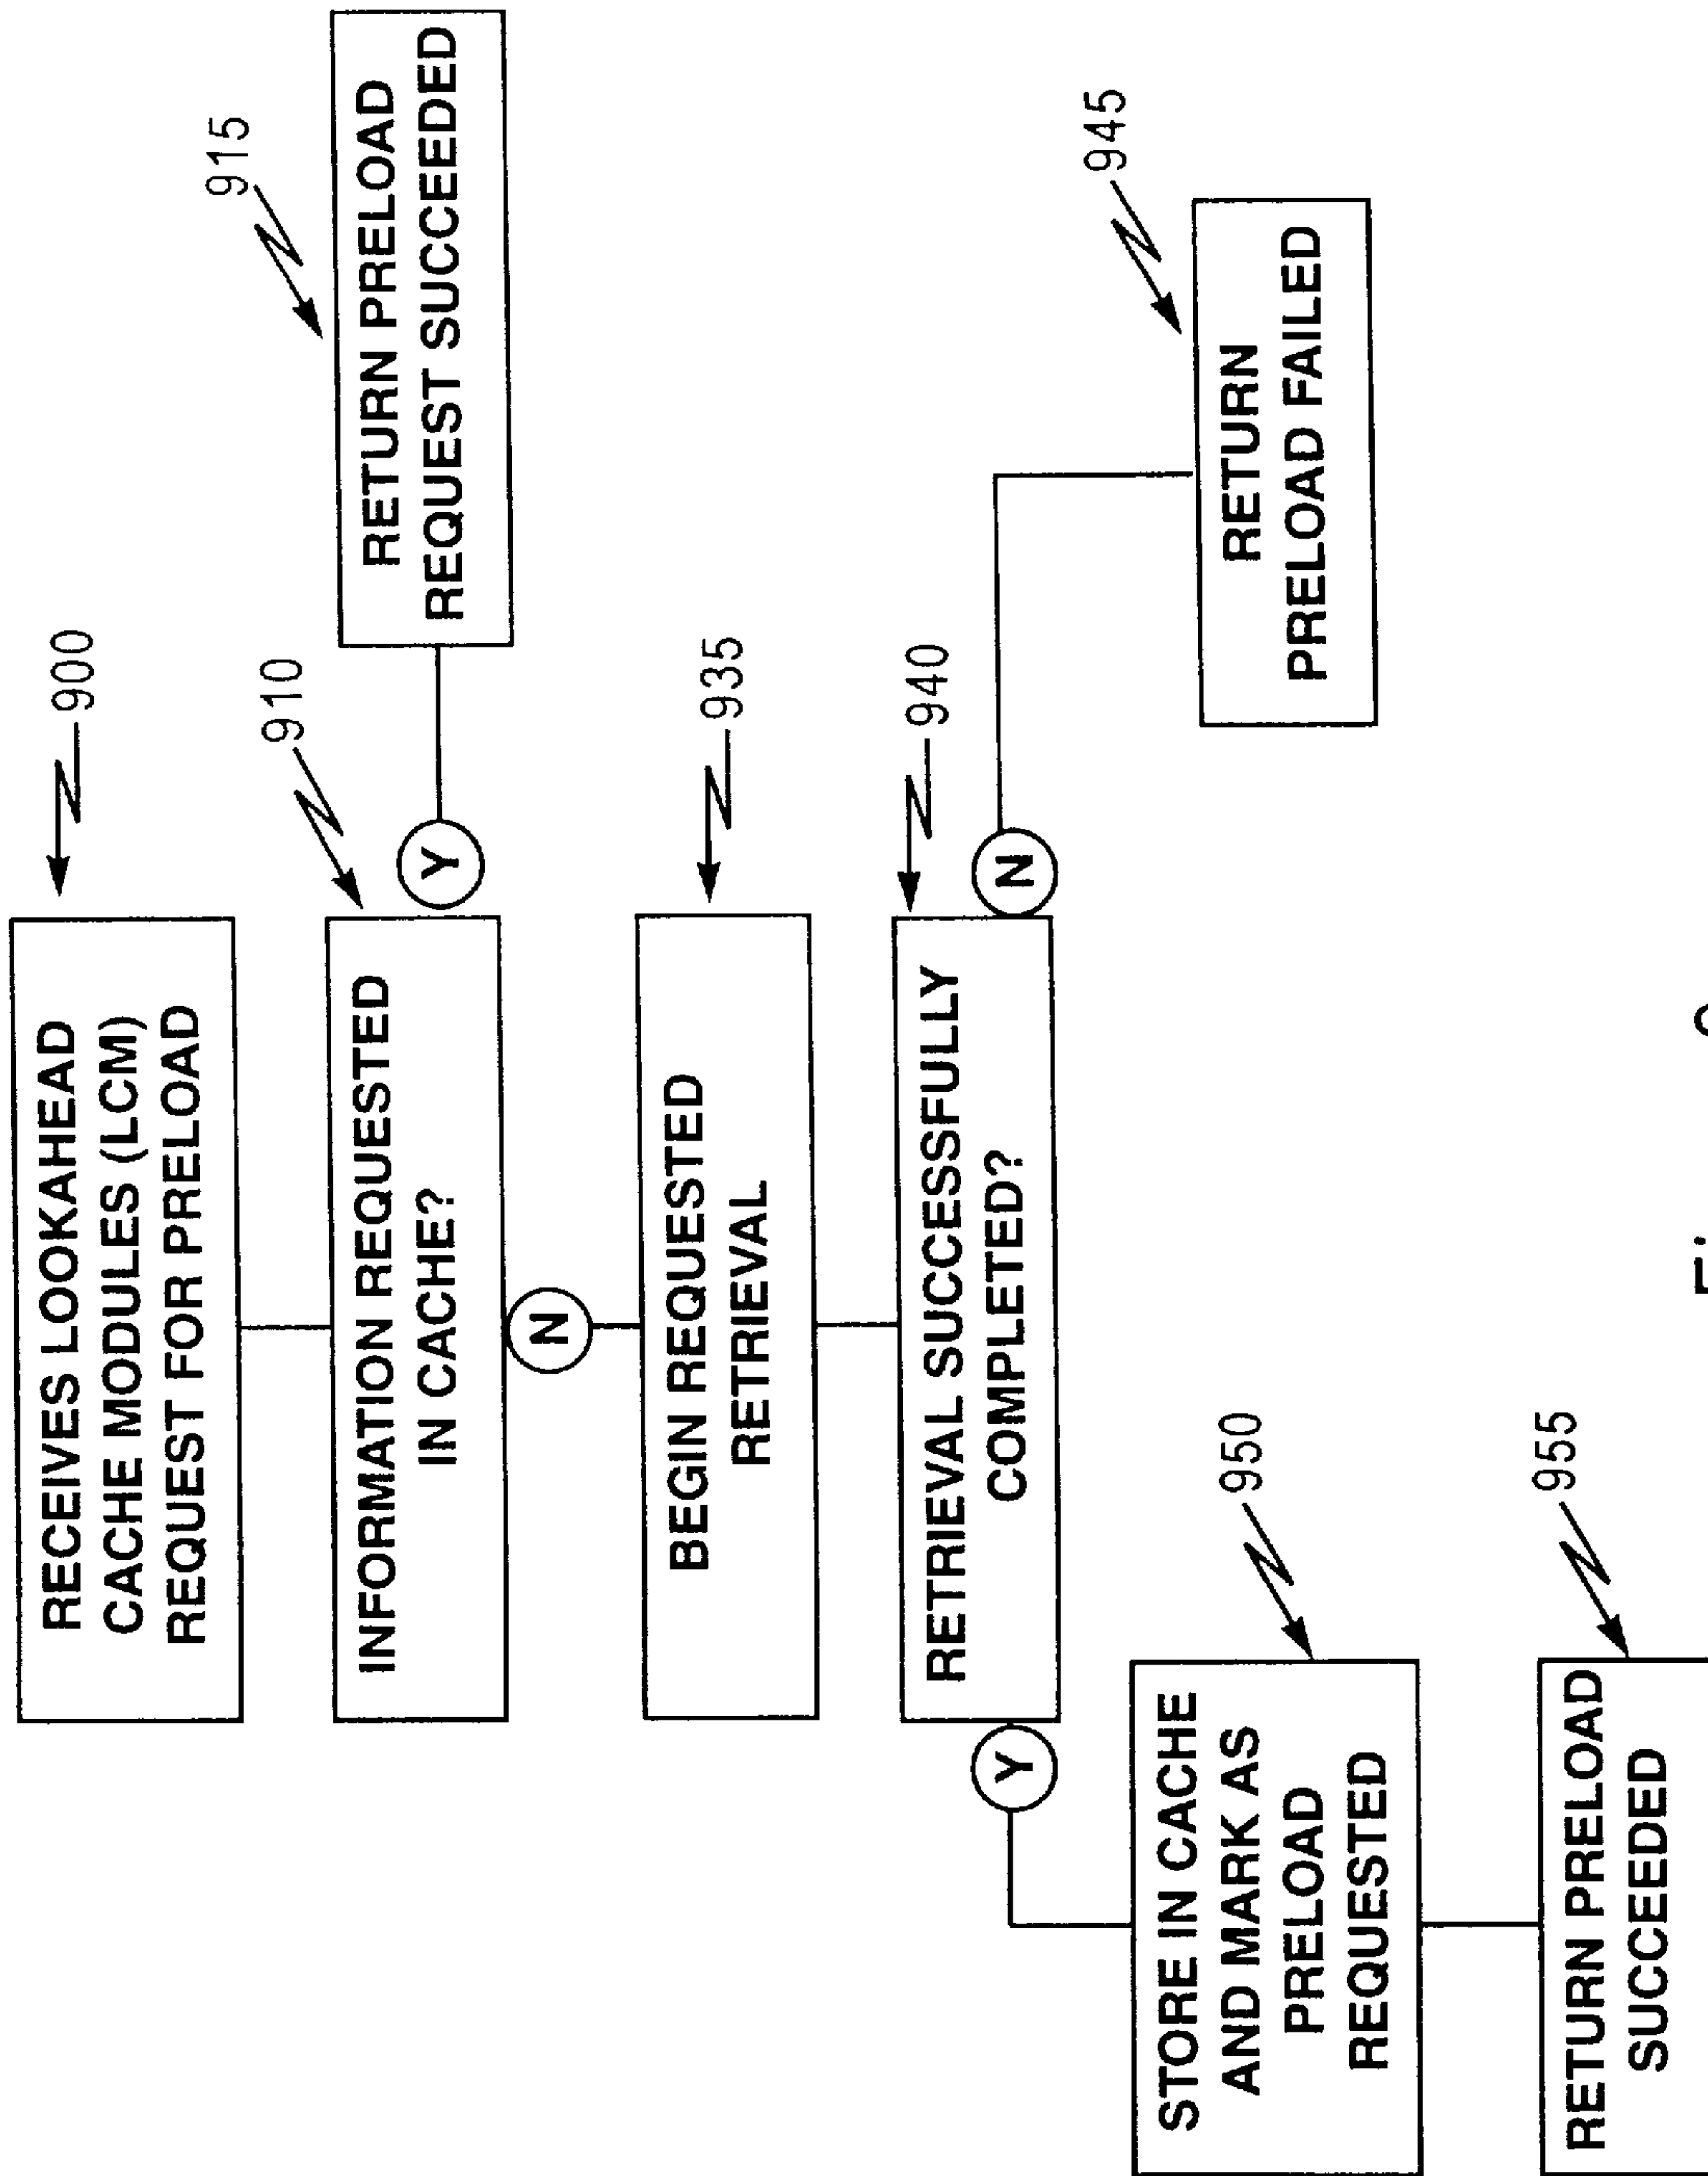 RECEIVES LOOKAHEAD
CACHE MODULES (LCM)
REQUEST FOR PRELOAD
900
INFORMATION REQUESTED
IN CACHE?
910
Y
RETURN PRELOAD
REQUEST SUCCEEDED
915
N
BEGIN REQUESTED
RETRIEVAL
935
RETRIEVAL SUCCESSFULLY
COMPLETED?
940
N
RETURN
PRELOAD FAILED
945
Y
STORE IN CACHE
AND MARK AS
PRELOAD
REQUESTED
950
RETURN PRELOAD
SUCCEEDED
955